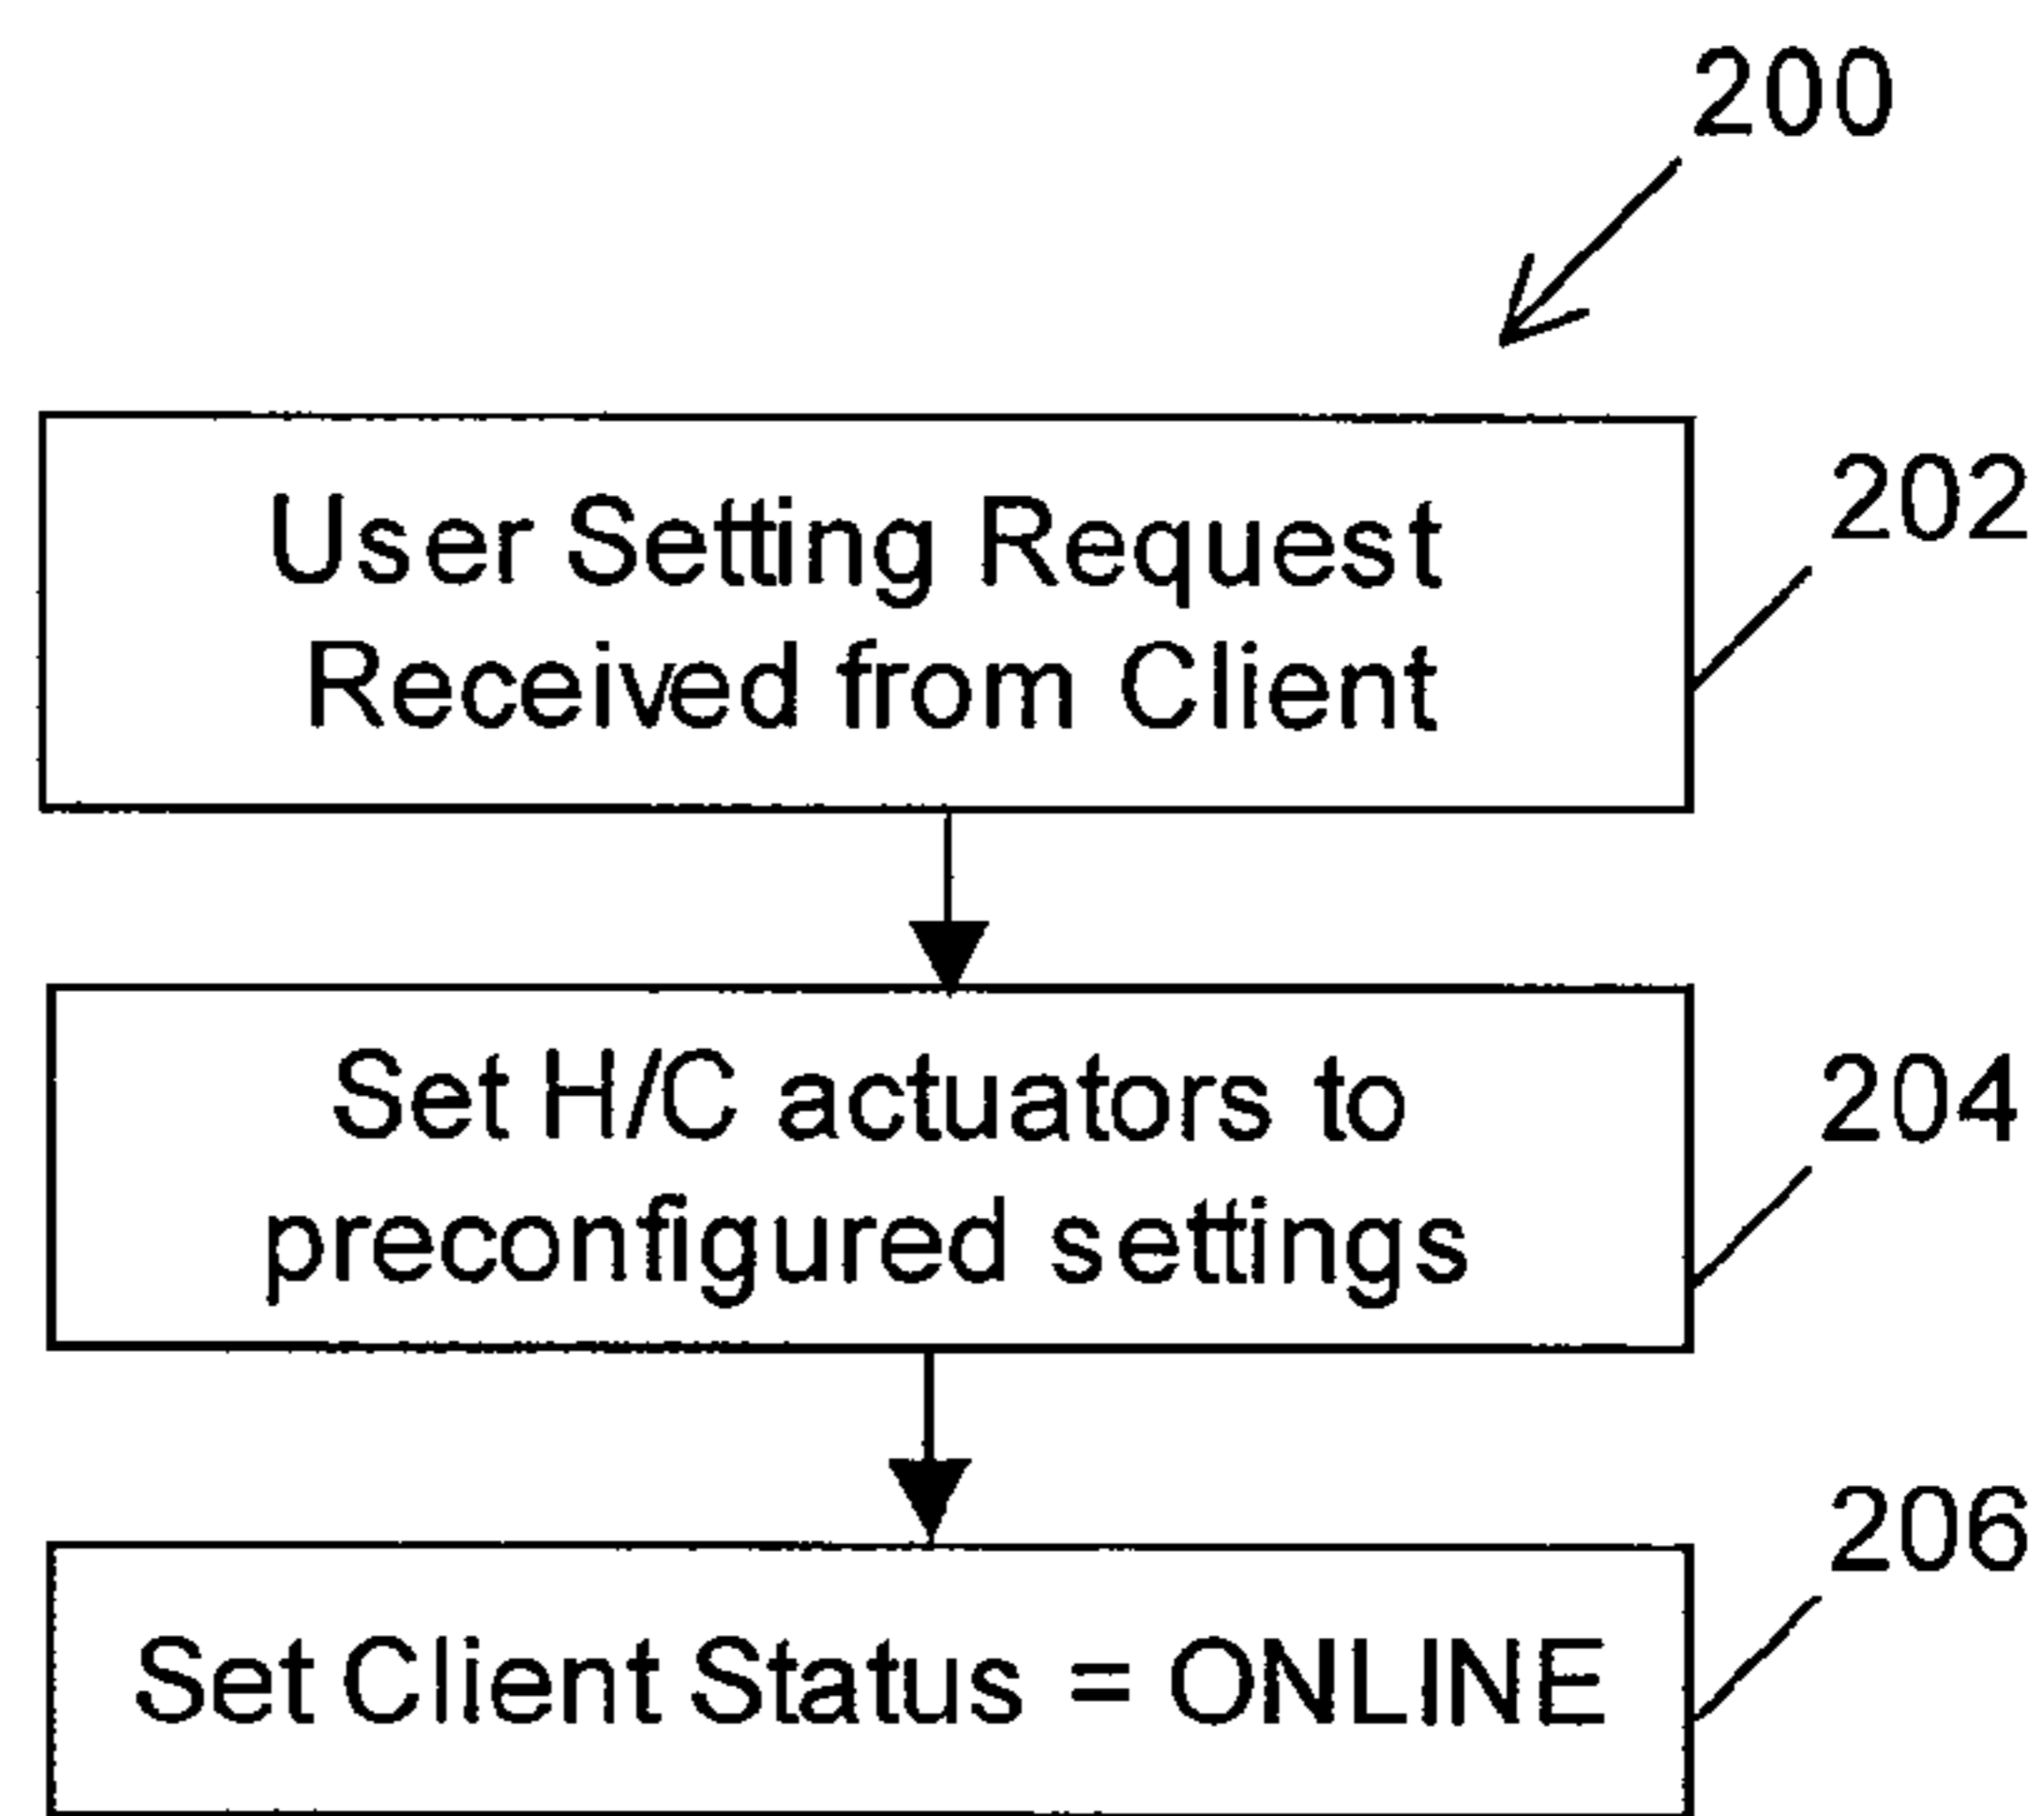 200
User Setting Request
Received from Client
202
Set H/C actuators to
preconfigured settings
204
Set Client Status = ONLINE
206